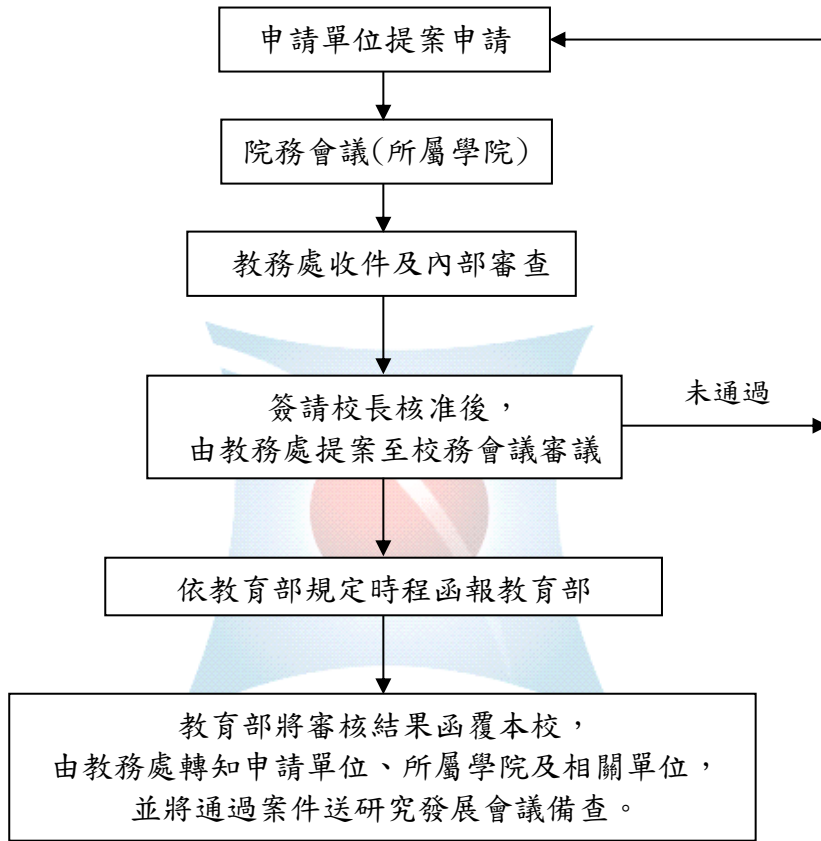 申請單位提案申請
院務會議(所屬學院)
教務處收件及內部審查
簽請校長核准後，
由教務處提案至校務會議審議
未通過
依教育部規定時程函報教育部
教育部將審核結果函覆本校，
由教務處轉知申請單位、所屬學院及相關單位，
並將通過案件送研究發展會議備查。